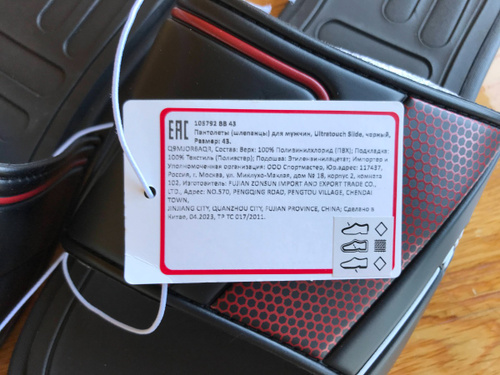 EAC
105792 BB 43
Пантолеты (шлепанцы) для мужчин, Ultratouch Slide, чорный,
Размер: 43.
Состав: Верх: 100% Поливинилхлорид (ПВХ); Подкладка:
100% Текстиль (Полиэстер); Подошва: Этиленвинилацетат; Импортер и
Уполномоченная организация: ООО Спортмастер, Юр.адрес: 117437,
Россия, г. Москва, ул. Миклухо-Маклая, дом № 18, корпус 2, комната
102, Изготовитель: FUJIAN ZONSUN IMPORT AND EXPORT TRADE CO.,
LTD., Адрес: NO.570, PENGQING ROAD, PENGTOU VILLAGE, CHENDAI
TOWN,
JINJIANG CITY, QUANZHOU CITY, FUJIAN PROVINCE, CHINA; Сделано в
Китае, 04.2023, ТР ТС 017/2011.